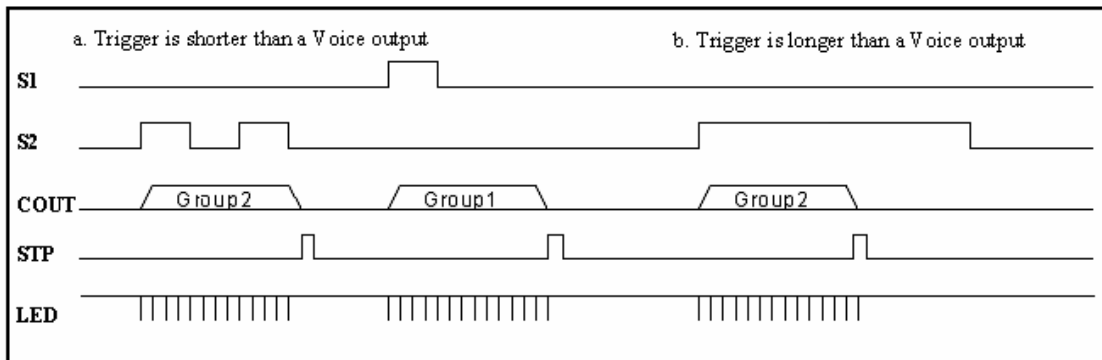 a. Trigger is shorter than a Voice output
b. Trigger is longer than a Voice output
S1
S2
COUT Group2 Group1 Group2
STP
LED